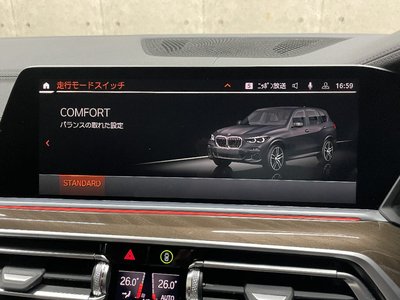 走行モードスイッチ
S ﾆｯﾎﾟﾝ放送 16:59
COMFORT
バランスの取れた設定
STANDARD
26.0° 26.0°
AUTO